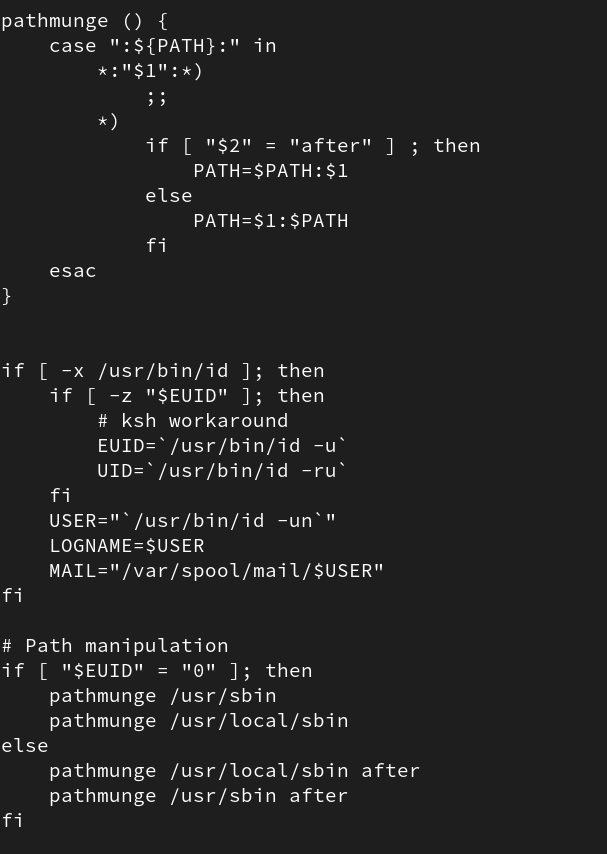 pathmunge () {
    case ":${PATH}:" in
        *:"$1":*)
            ;;
        *)
            if [ "$2" = "after" ] ; then
                PATH=$PATH:$1
            else
                PATH=$1:$PATH
            fi
    esac
}


if [ -x /usr/bin/id ]; then
    if [ -z "$EUID" ]; then
        # ksh workaround
        EUID=`/usr/bin/id -u`
        UID=`/usr/bin/id -ru`
    fi
    USER="`/usr/bin/id -un`"
    LOGNAME=$USER
    MAIL="/var/spool/mail/$USER"
fi

# Path manipulation
if [ "$EUID" = "0" ]; then
    pathmunge /usr/sbin
    pathmunge /usr/local/sbin
else
    pathmunge /usr/local/sbin after
    pathmunge /usr/sbin after
fi